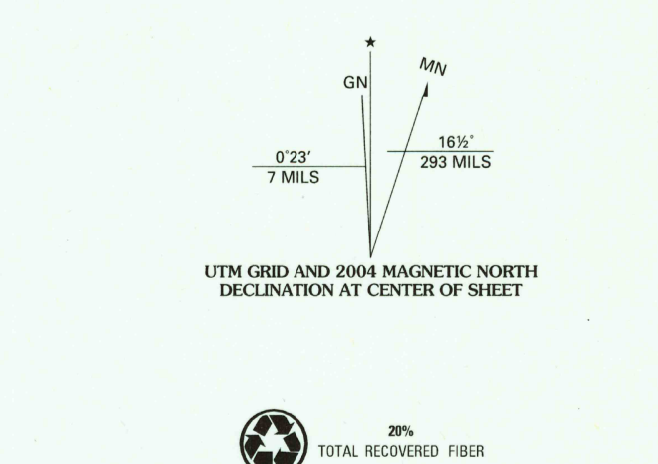 ★
GN
MN
0°23'
7 MILS
16½°
293 MILS
UTM GRID AND 2004 MAGNETIC NORTH
DECLINATION AT CENTER OF SHEET
20%
TOTAL RECOVERED FIBER